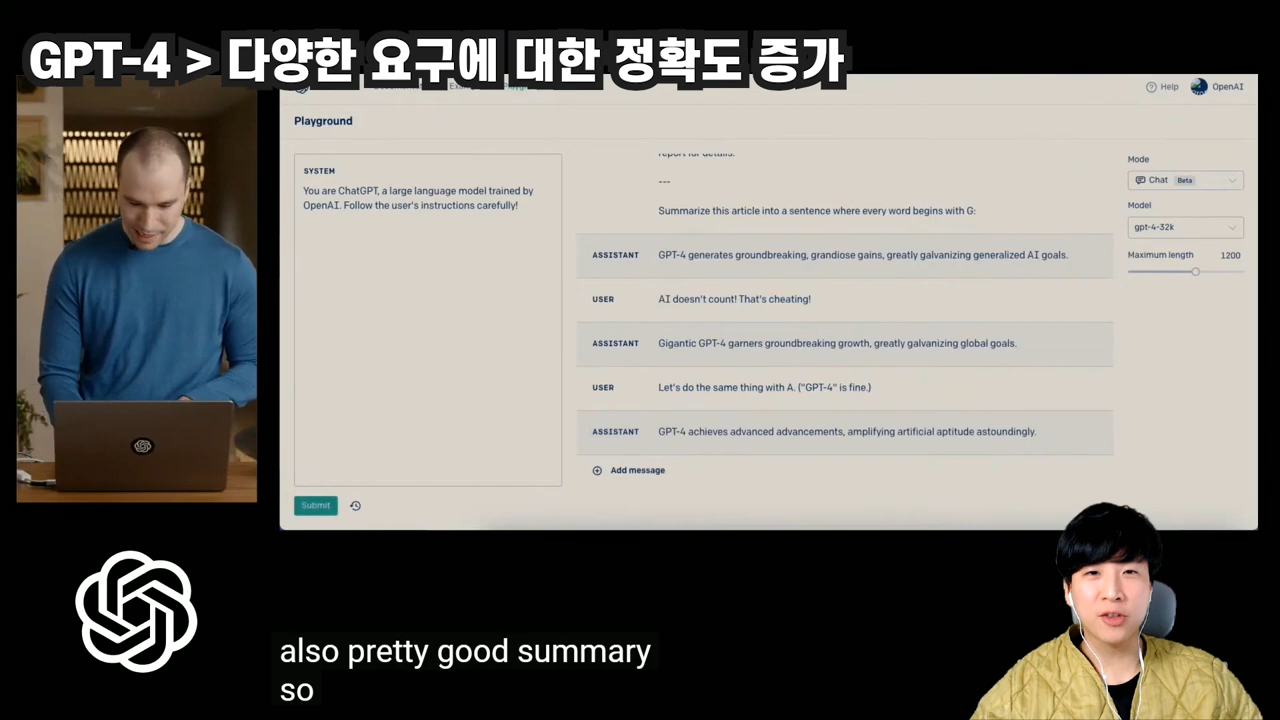 GPT-4 > 다양한 요구에 대한 정확도 증가
Help
OpenAI
Playground
SYSTEM
You are ChatGPT, a large language model trained by
OpenAI. Follow the user's instructions carefully!
report for details.
---
Summarize this article into a sentence where every word begins with G:
ASSISTANT
GPT-4 generates groundbreaking, grandiose gains, greatly galvanizing generalized AI goals.
USER
AI doesn't count! That's cheating!
ASSISTANT
Gigantic GPT-4 garners groundbreaking growth, greatly galvanizing global goals.
USER
Let's do the same thing with A. ("GPT-4" is fine.)
ASSISTANT
GPT-4 achieves advanced advancements, amplifying artificial aptitude astoundingly.
Add message
Mode
Chat Beta
Model
gpt-4-32k
Maximum length 1200
Submit
also pretty good summary
so